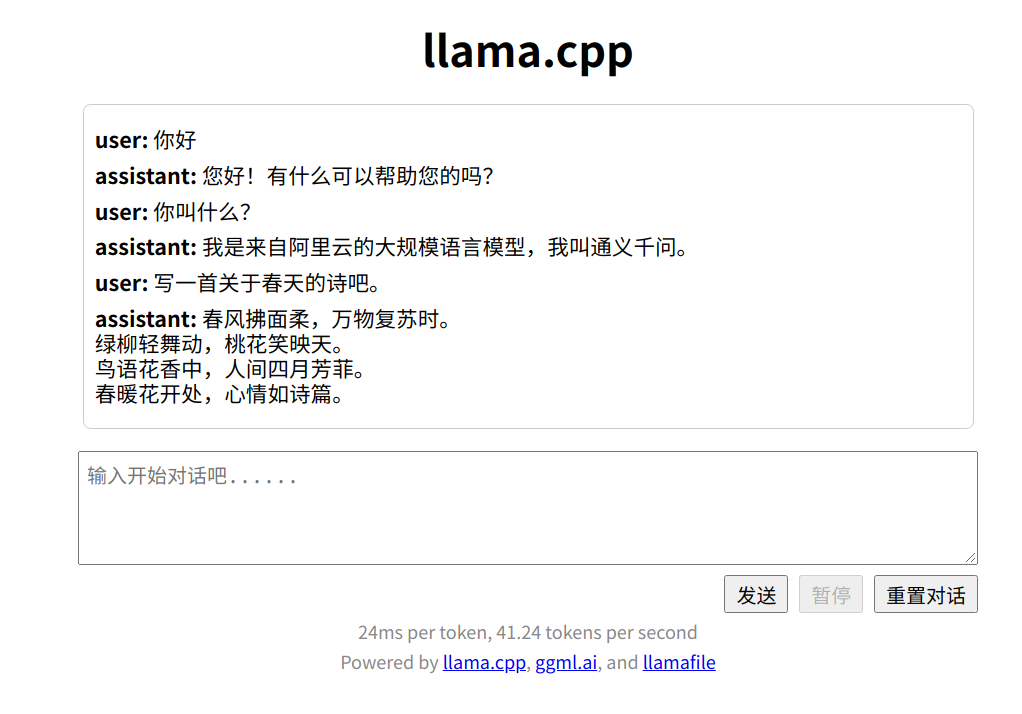 llama.cpp
user: 你好
assistant: 您好！有什么可以帮助您的吗？
user: 你叫什么？
assistant: 我是来自阿里云的大规模语言模型，我叫通义千问。
user: 写一首关于春天的诗吧。
assistant: 春风拂面柔，万物复苏时。
绿柳轻舞动，桃花笑映天。
鸟语花香中，人间四月芳菲。
春暖花开处，心情如诗篇。
输入开始对话吧......
发送 暂停 重置对话
24ms per token, 41.24 tokens per second
Powered by llama.cpp, ggml.ai, and llamafile